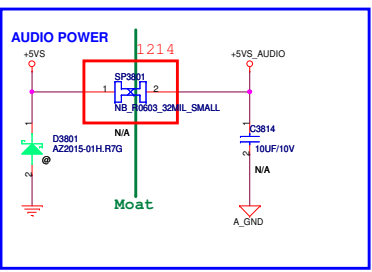 AUDIO POWER
1214
+5VS
+5VS_AUDIO
SP3801
1
2
NB_R0603_32MIL_SMALL
N/A
1
D3801
AZ2015-01H.R7G
@
2
1
C3814
10UF/10V
N/A
2
Moat
A_GND